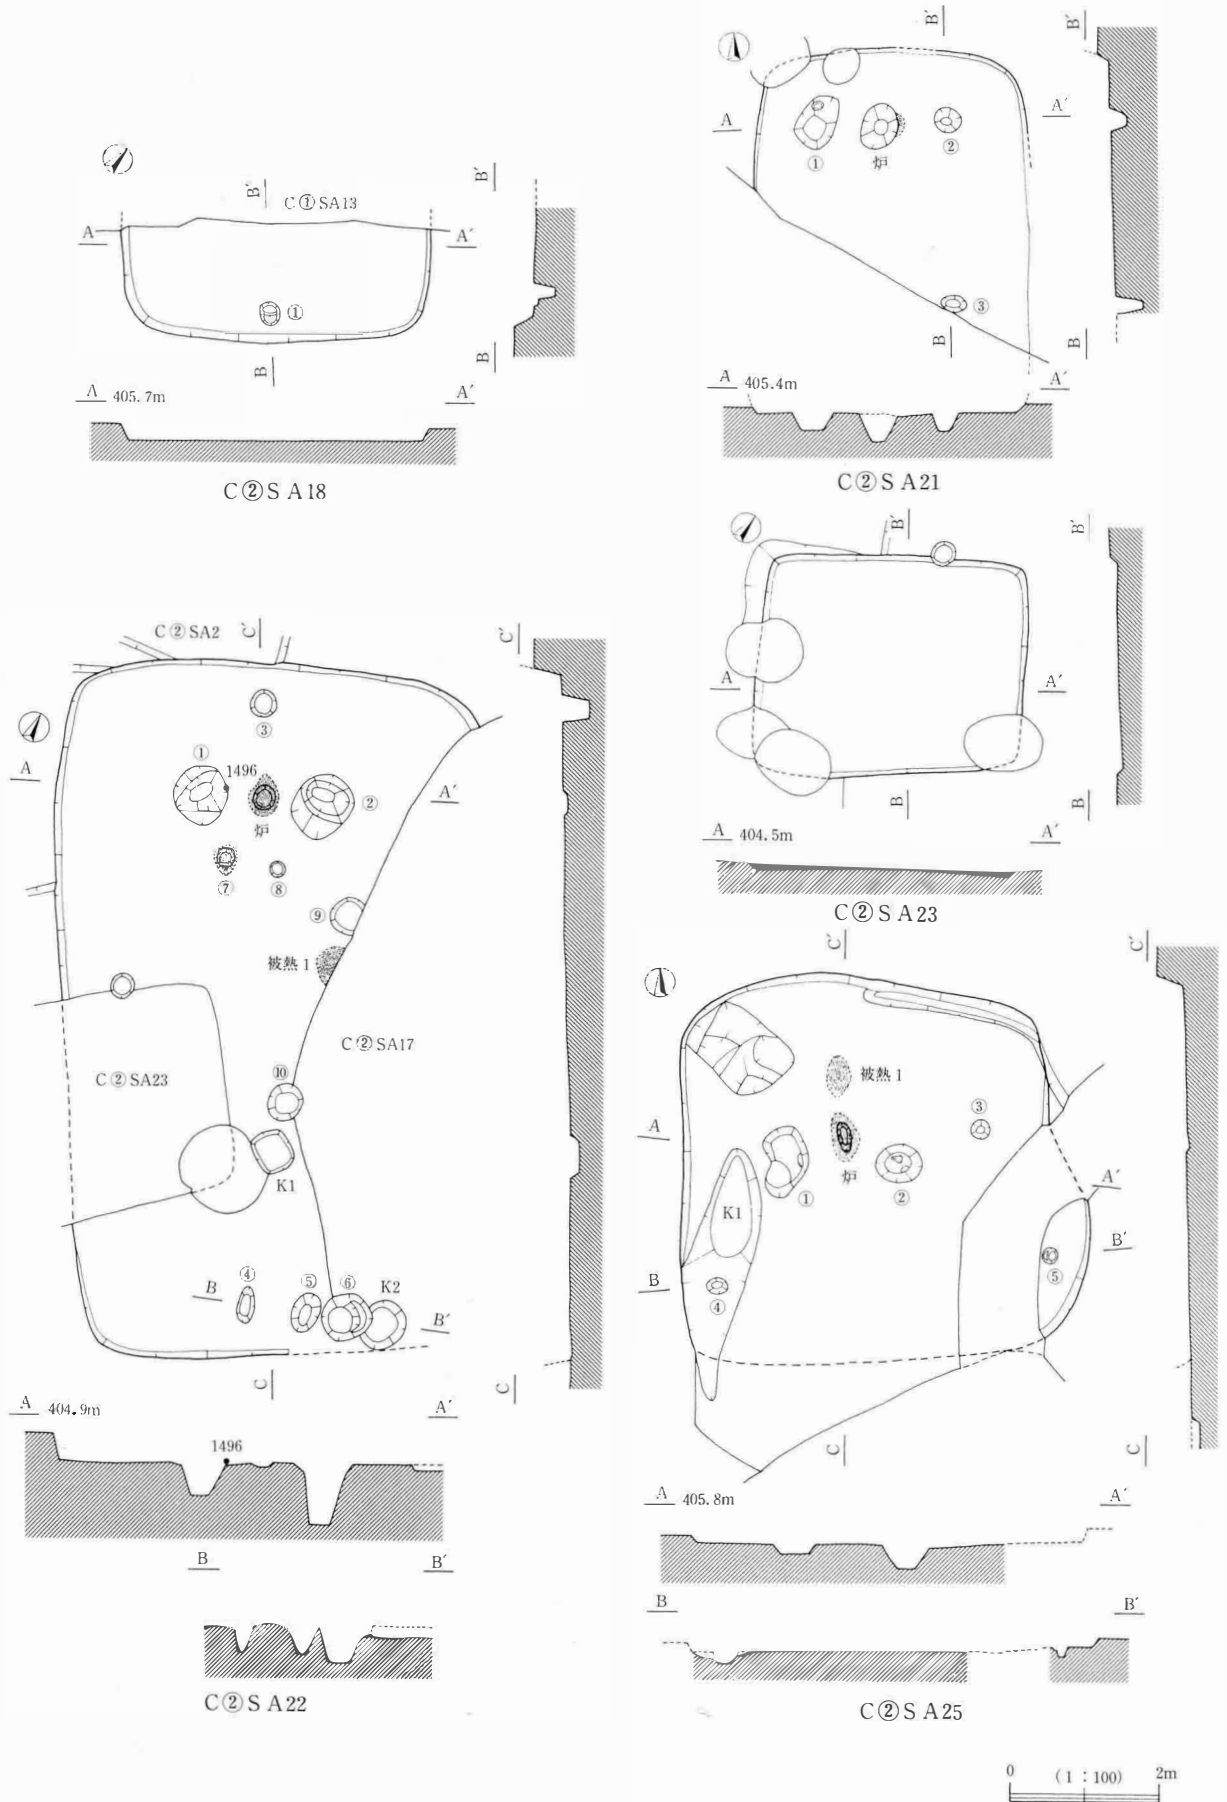 B′
C①SA13
A
A′
①
B
B′
B
A 405.7m
A′
C②SA18
B′
B′
A
A′
①
炉
②
③
B
B
A 405.4m
A′
C②SA21
B′
B′
A
A′
B
B
A 404.5m
A′
C②SA23
C②SA2
C′
C′
③
A
①
1496
②
A′
炉
⑦
⑧
⑨
被熱1
C②SA17
C②SA23
⑩
K1
B
④
⑤
⑥
K2
B′
C
C
A 404.9m
A′
1496
B
B′
C②SA22
C′
C′
被熱1
A
③
①
炉
②
A′
K1
B′
B
④
⑤
C
C
A 405.8m
A′
B
B′
C②SA25
0 (1:100) 2m